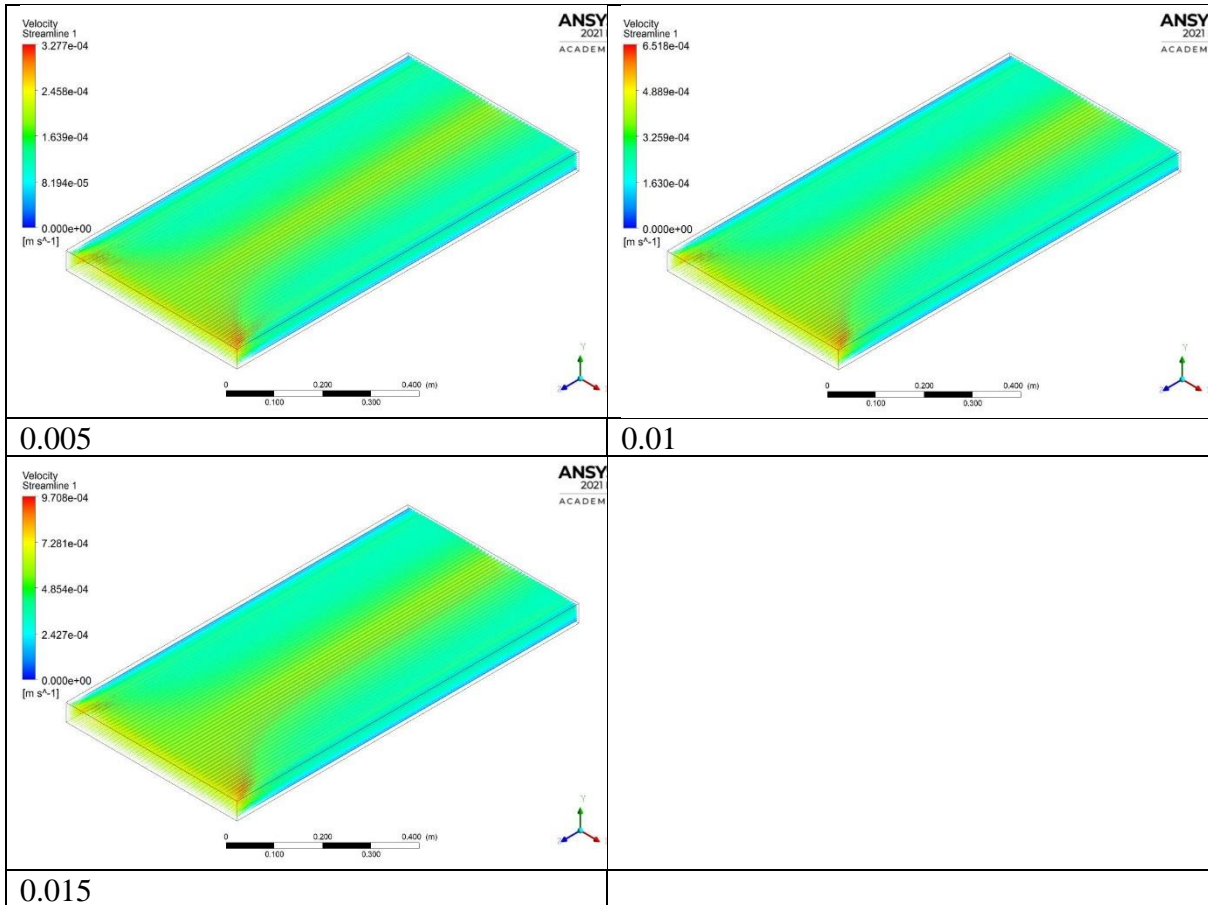 Velocity
Streamline 1
3.277e-04
2.458e-04
1.639e-04
8.194e-05
0.000e+00
[m s^-1]
ANSY
2021
ACADEM
Y
Z
0 0.200 0.400 (m)
0.100 0.300
0.005
Velocity
Streamline 1
6.518e-04
4.889e-04
3.259e-04
1.630e-04
0.000e+00
[m s^-1]
ANSY
2021
ACADEM
Y
Z
0 0.200 0.400 (m)
0.100 0.300
0.01
Velocity
Streamline 1
9.708e-04
7.281e-04
4.854e-04
2.427e-04
0.000e+00
[m s^-1]
ANSY
2021
ACADEM
Y
Z
0 0.200 0.400 (m)
0.100 0.300
0.015